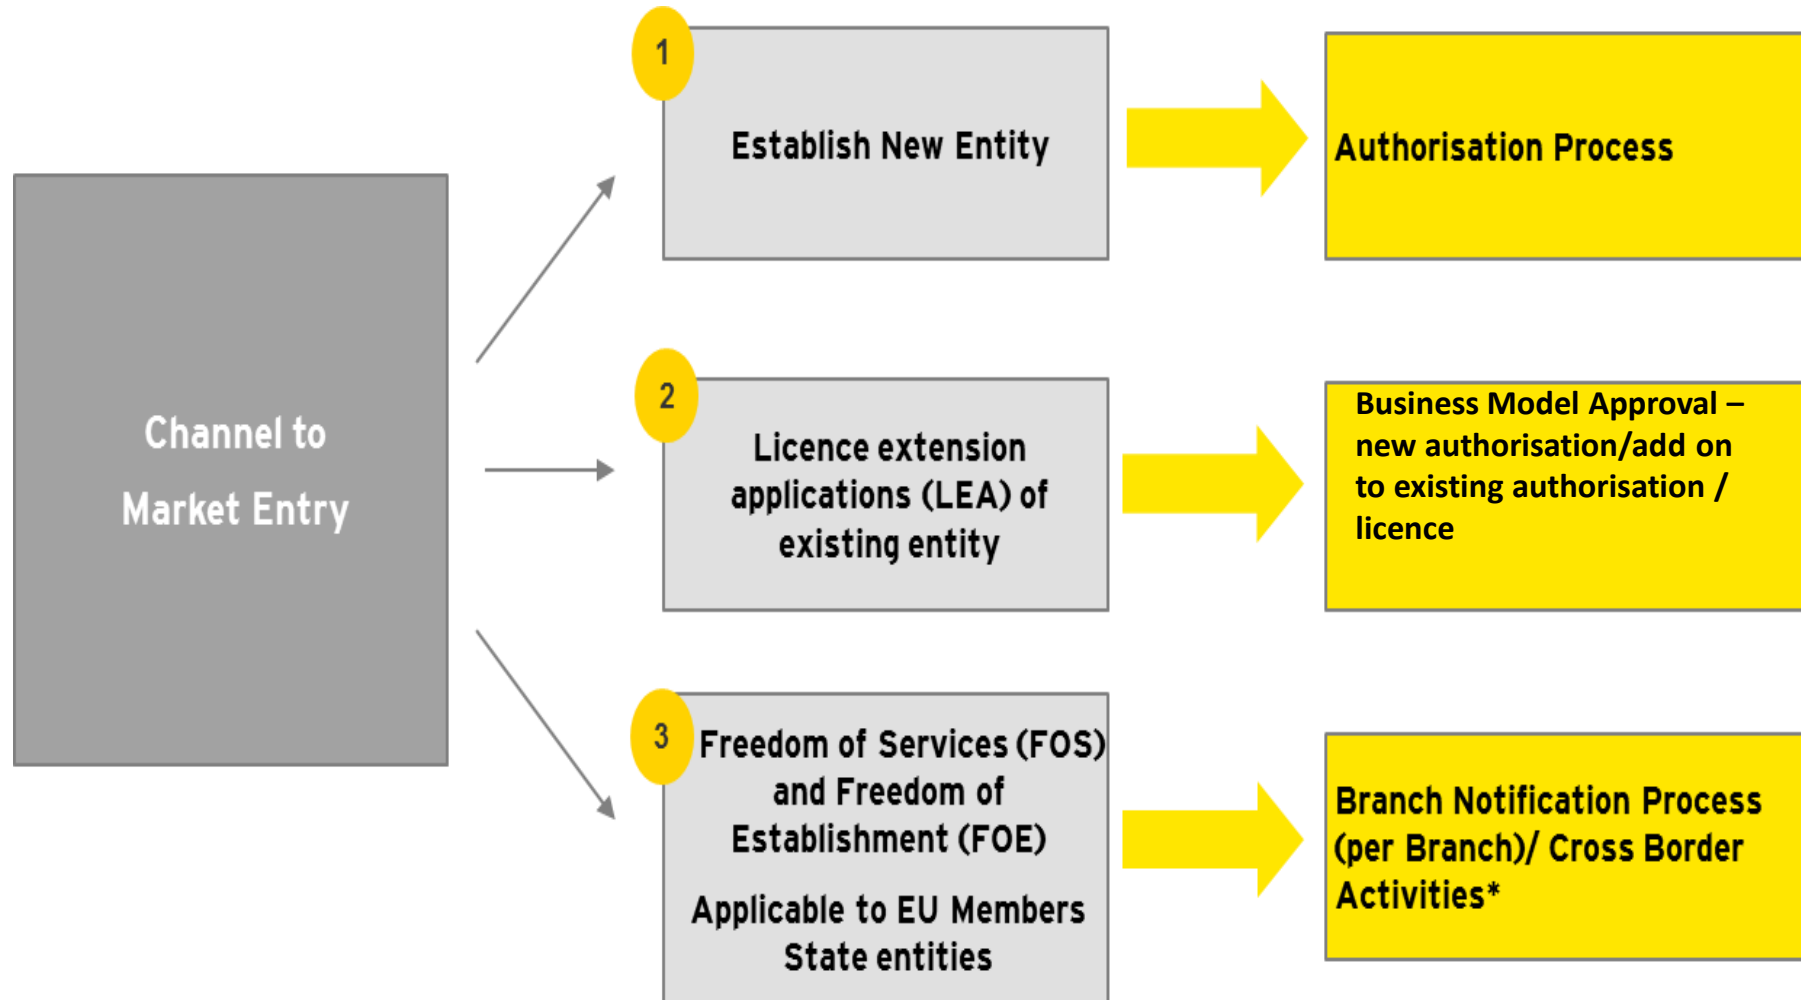 Channel to
Market Entry
1
Establish New Entity
Authorisation Process
2
Licence extension
applications (LEA) of
existing entity
Business Model Approval –
new authorisation/add on
to existing authorisation /
licence
3
Freedom of Services (FOS)
and Freedom of
Establishment (FOE)
Applicable to EU Members
State entities
Branch Notification Process
(per Branch)/ Cross Border
Activities*